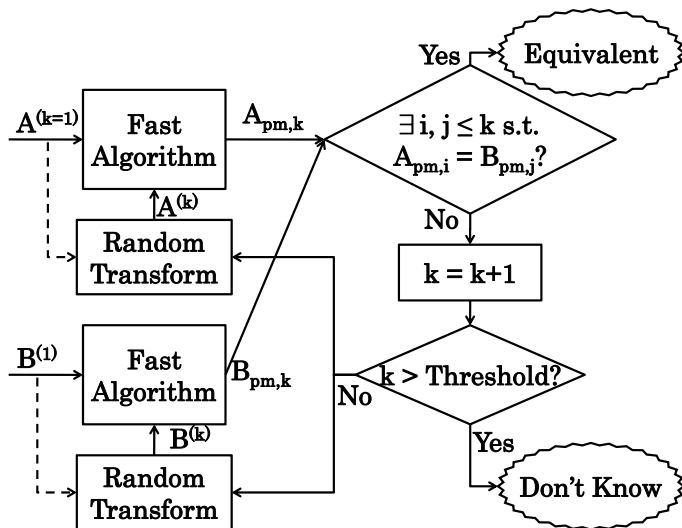 Yes
Equivalent
A^(k=1)
Fast
Algorithm
A_pm,k
∃ i, j ≤ k s.t.
A_pm,i = B_pm,j?
A^(k)
Random
Transform
No
k = k+1
B^(1)
Fast
Algorithm
B_pm,k
k > Threshold?
No
B^(k)
Yes
Random
Transform
Don't Know